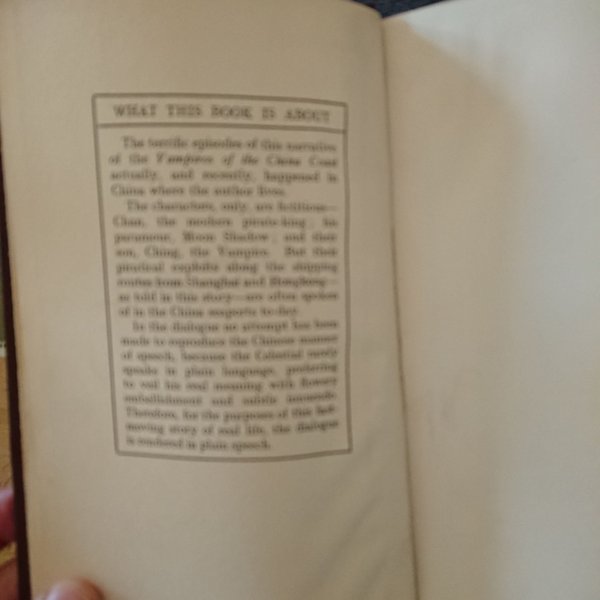 WHAT THIS BOOK IS ABOUT
The terrific episodes of this narrative
of the Vampires of the China Coast
actually, and recently, happened in
China where the author lives.
The characters, only, are fictitious—
Chan, the modern pirate-king, his
paramour, Moon Shadow, and their
son, Ching, the Vampire. But their
piratical exploits along the shipping
routes from Shanghai and Hongkong—
as told in this story—are often spoken
of in the China seaports to-day.
In the dialogue no attempt has been
made to reproduce the Chinese manner
of speech, because the Celestial rarely
speaks in plain language, preferring
to veil his real meaning with flowery
embellishment and subtle innuendo.
Therefore, for the purposes of this fast-
moving story of real life, the dialogue
is rendered in plain speech.